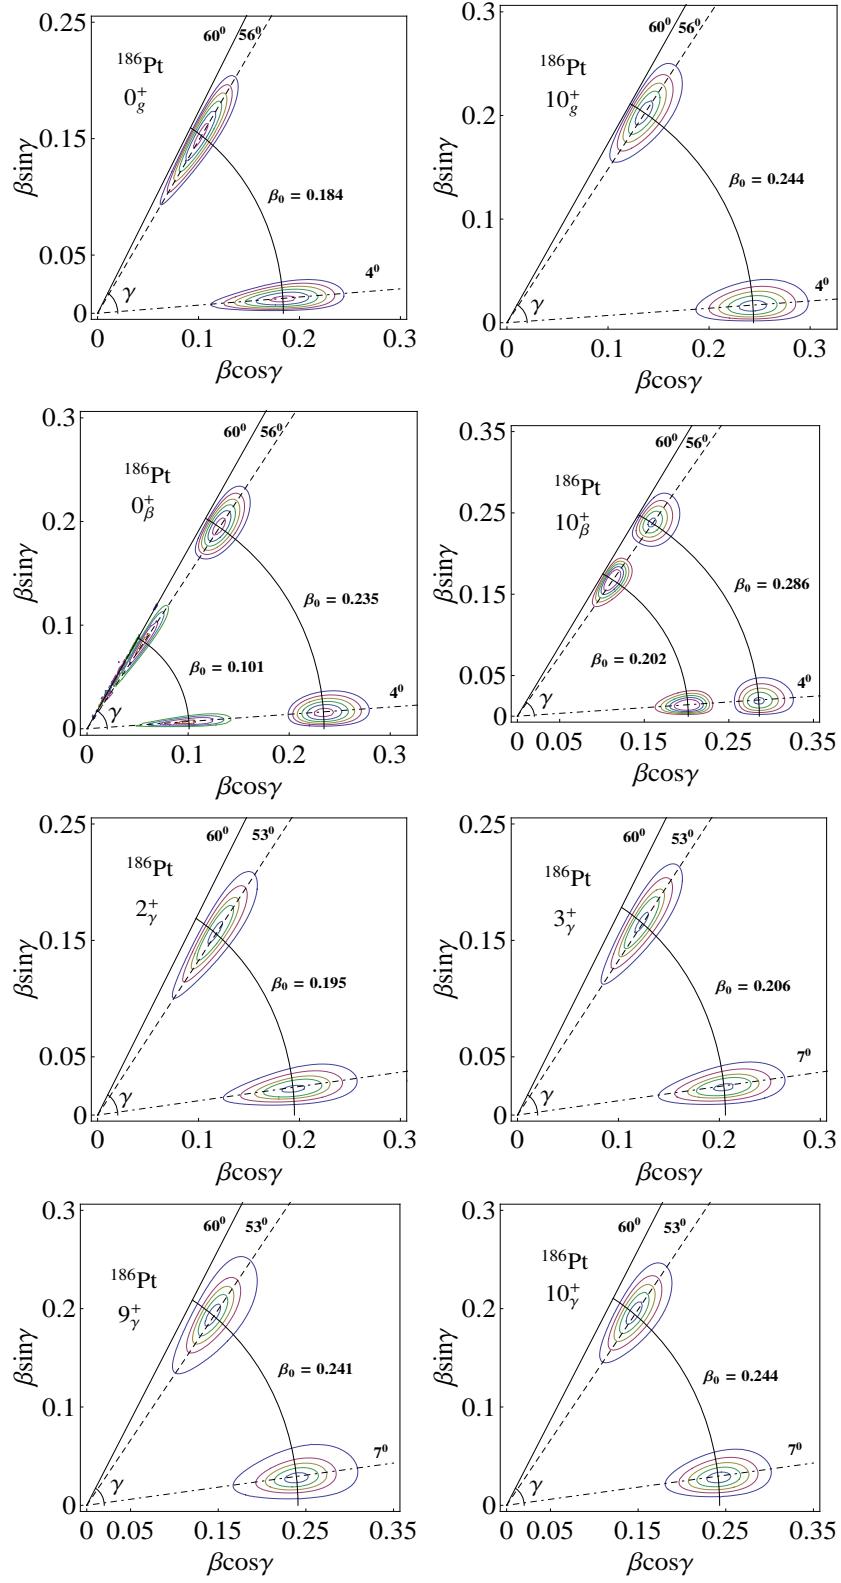 0.25
60⁰ 56⁰
¹⁸⁶Pt
0⁺g
0.15
βsinγ
β₀ = 0.184
0.05
4⁰
γ
0
0 0.1 0.2 0.3
βcosγ
0.3
60⁰ 56⁰
¹⁸⁶Pt
10⁺g
0.2
βsinγ
β₀ = 0.244
0.1
4⁰
γ
0
0 0.1 0.2 0.3
βcosγ
0.3
60⁰ 56⁰
¹⁸⁶Pt
0⁺β
0.2
βsinγ
β₀ = 0.235
0.1
β₀ = 0.101
4⁰
γ
0
0 0.1 0.2 0.3
βcosγ
0.35
60⁰ 56⁰
¹⁸⁶Pt
10⁺β
0.25
βsinγ
β₀ = 0.286
0.15
β₀ = 0.202
0.05
4⁰
γ
0
0 0.05 0.15 0.25 0.35
βcosγ
0.25
60⁰ 53⁰
¹⁸⁶Pt
2⁺γ
0.15
βsinγ
β₀ = 0.195
0.05
7⁰
γ
0
0 0.1 0.2 0.3
βcosγ
0.25
60⁰ 53⁰
¹⁸⁶Pt
3⁺γ
0.15
βsinγ
β₀ = 0.206
0.05
7⁰
γ
0
0 0.1 0.2 0.3
βcosγ
0.3
60⁰ 53⁰
¹⁸⁶Pt
9⁺γ
0.2
βsinγ
β₀ = 0.241
0.1
7⁰
γ
0
0 0.05 0.15 0.25 0.35
βcosγ
0.3
60⁰ 53⁰
¹⁸⁶Pt
10⁺γ
0.2
βsinγ
β₀ = 0.244
0.1
7⁰
γ
0
0 0.05 0.15 0.25 0.35
βcosγ